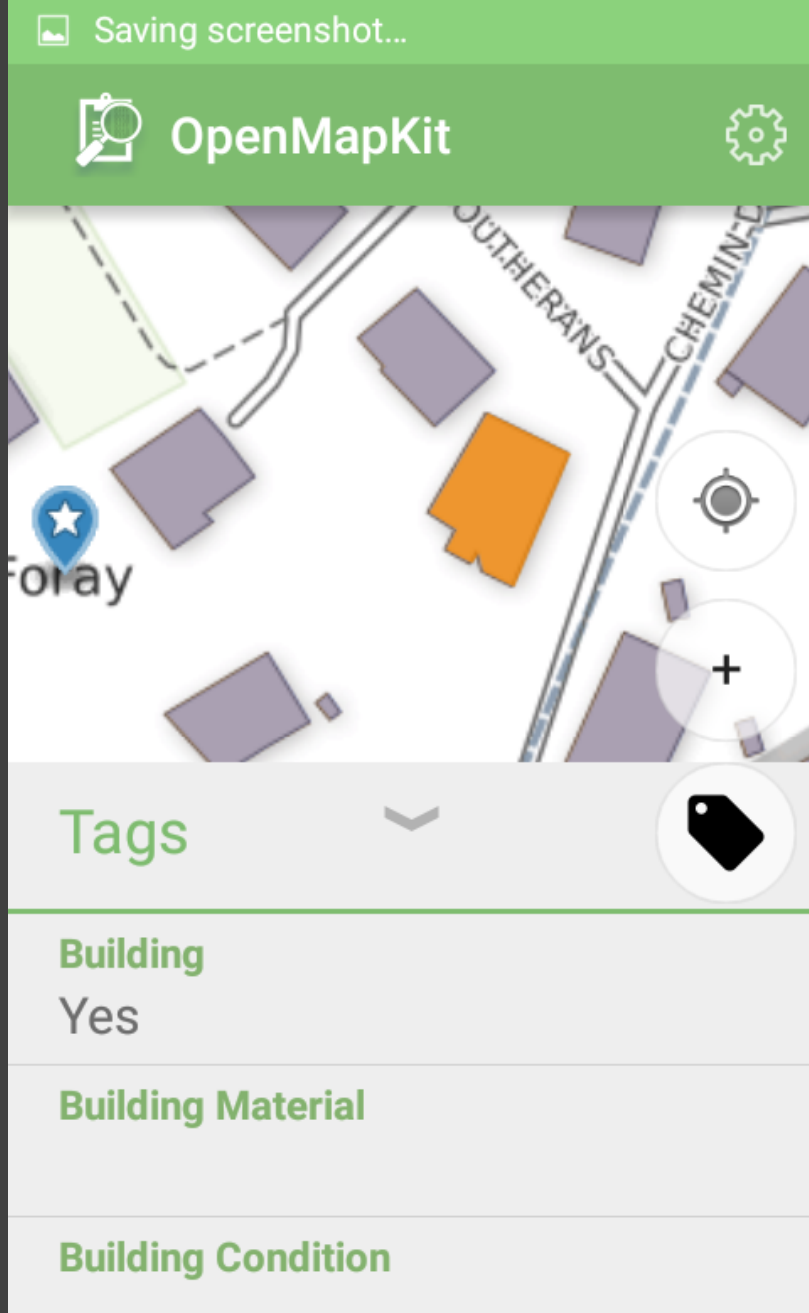 Saving screenshot...
OpenMapKit
OUTHERANS
CHEMIN-D
Foray
Tags
Building
Yes
Building Material
Building Condition